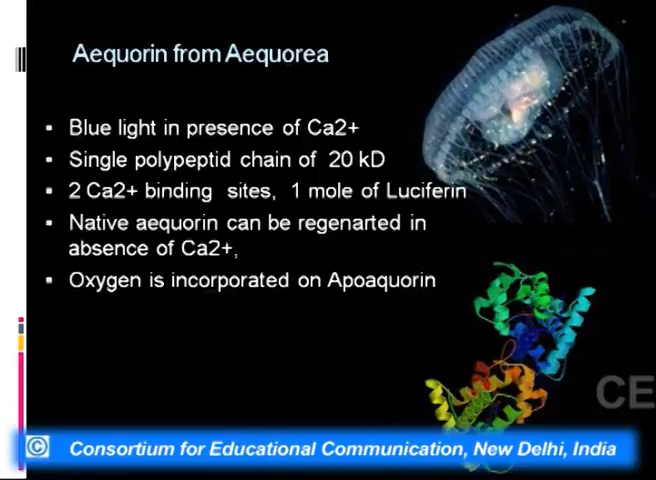 Aequorin from Aequorea
▪ Blue light in presence of Ca2+
▪ Single polypeptid chain of 20 kD
▪ 2 Ca2+ binding sites, 1 mole of Luciferin
▪ Native aequorin can be regenarted in
absence of Ca2+,
▪ Oxygen is incorporated on Apoaquorin
CE
© Consortium for Educational Communication, New Delhi, India